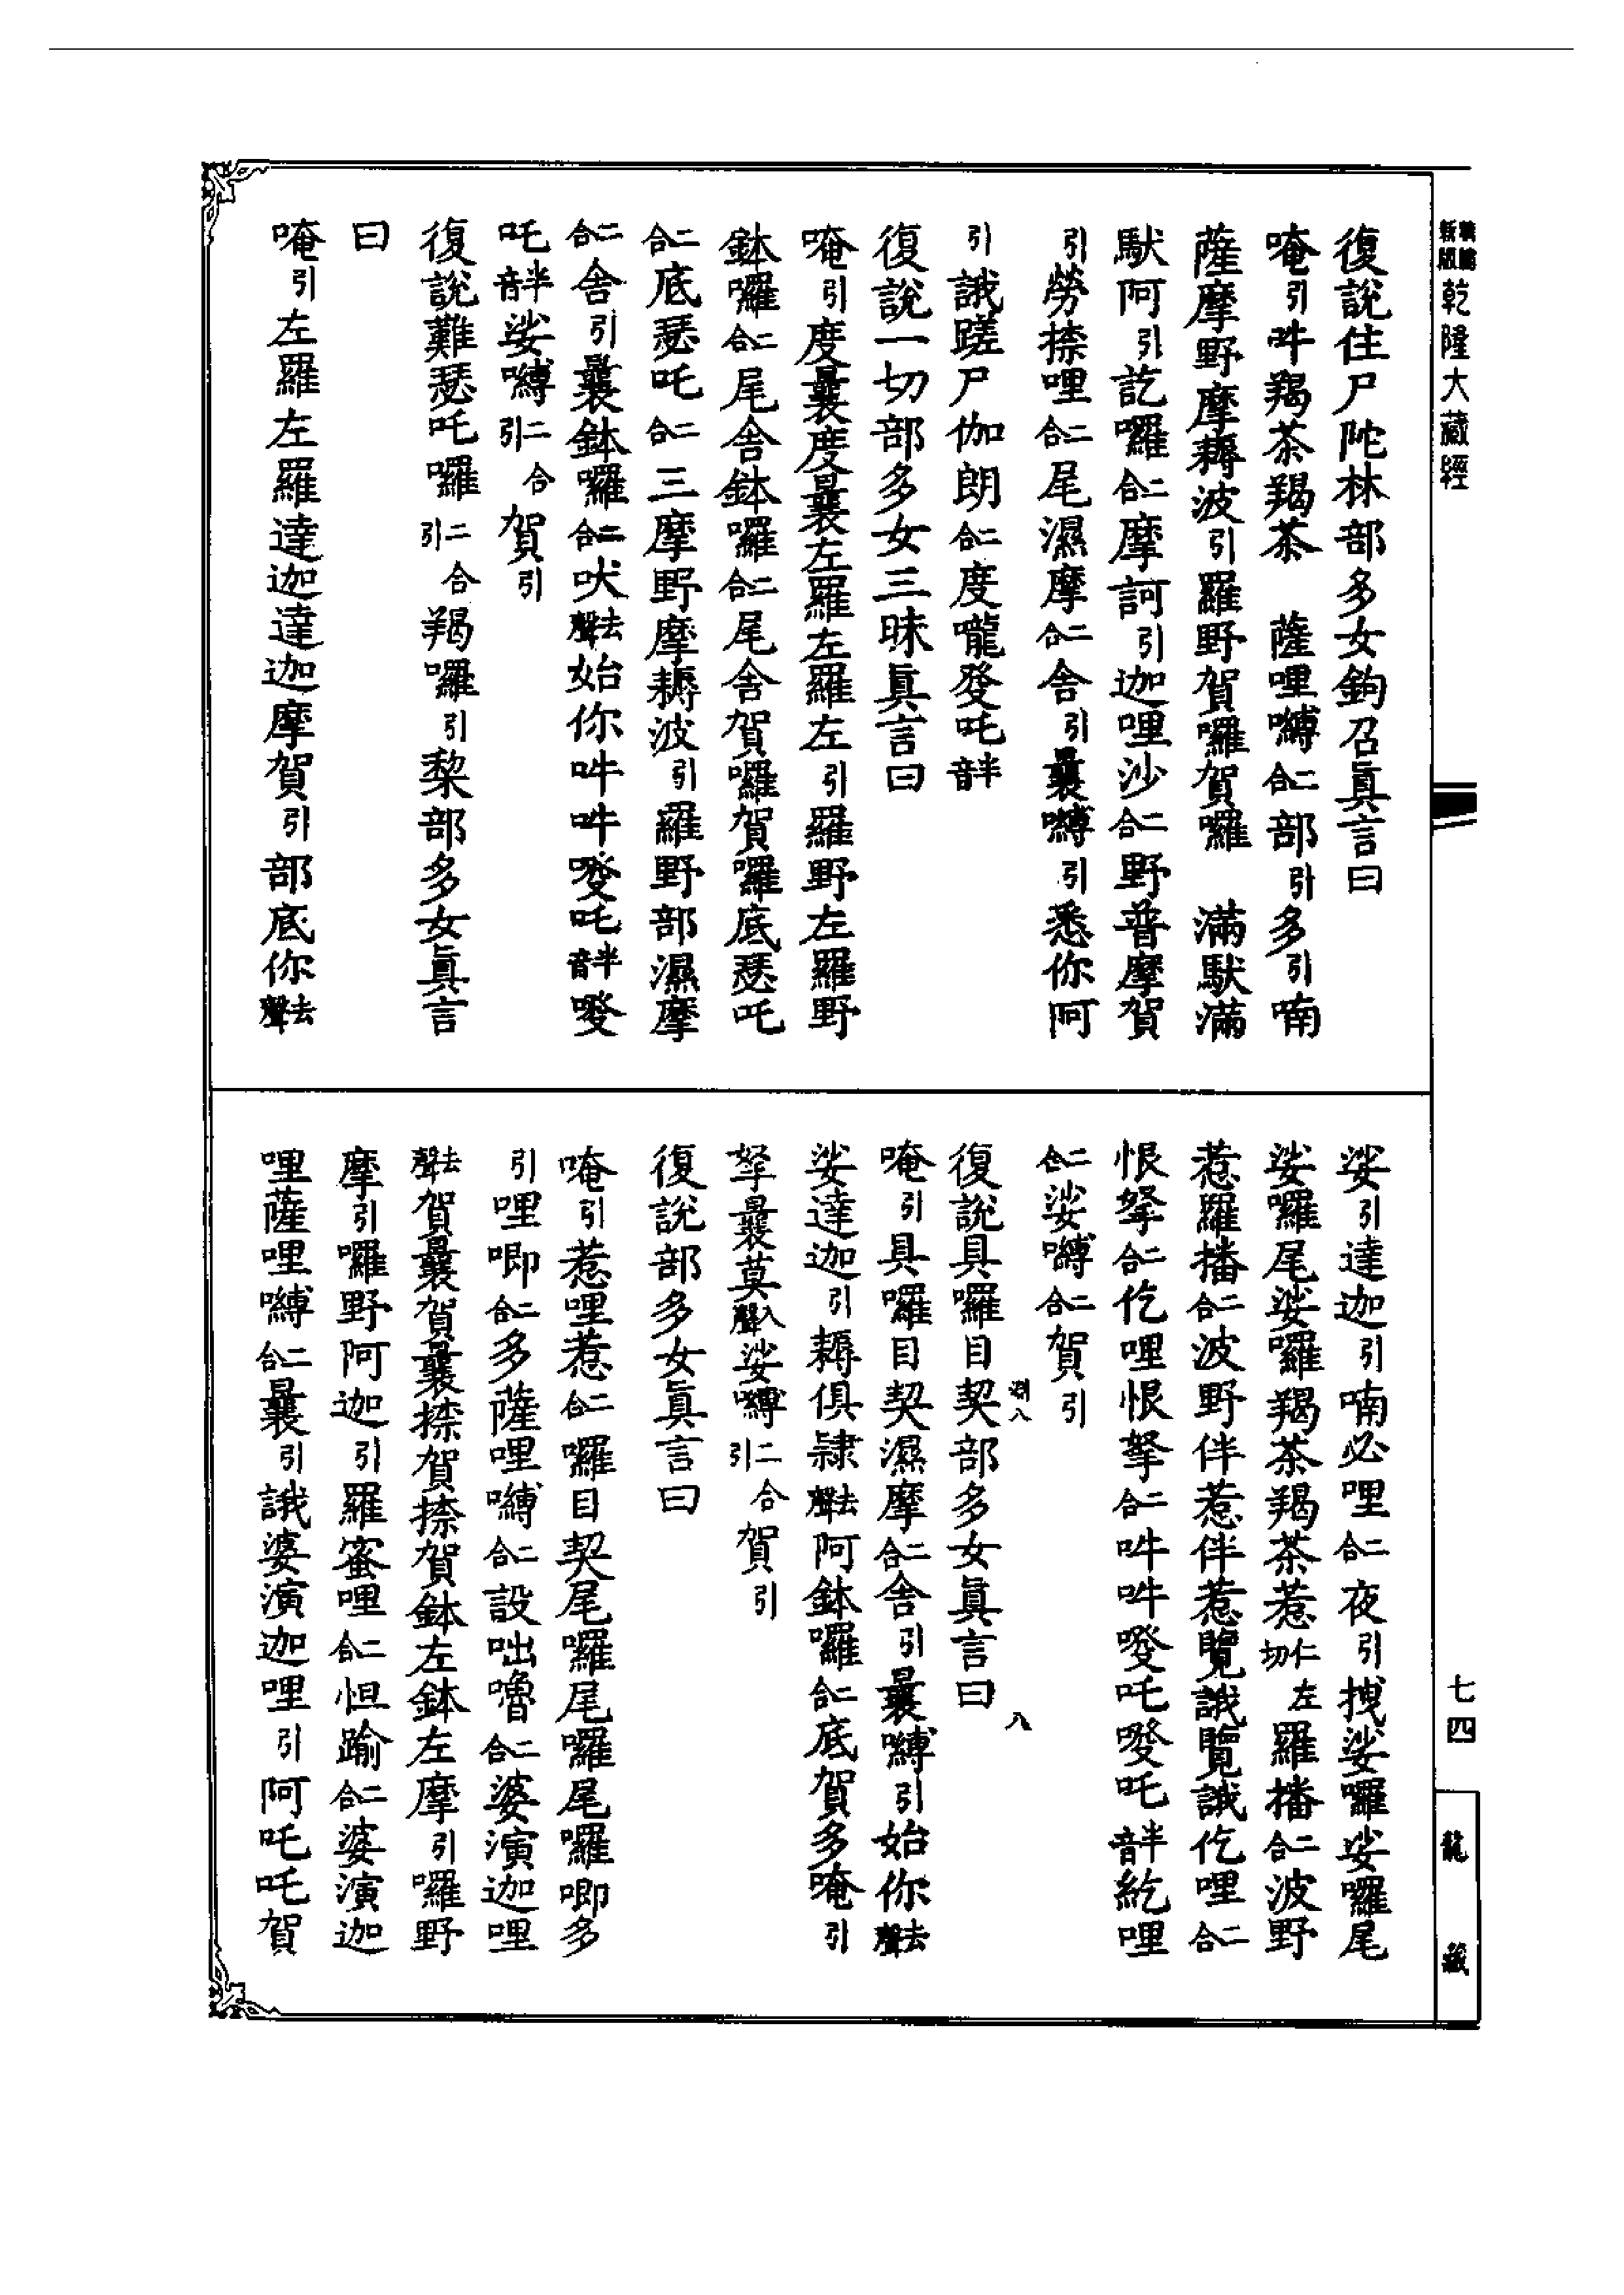 復說住尸陀林部多女鉤召眞言曰
唵引吽羯茶羯茶　薩哩嚩二合部引多引喃
薩摩野摩耨波引羅野賀囉賀囉　滿馱滿
馱阿引訖囉二合摩訶引迦哩沙二合野普摩賀
引勞捺哩二合尾濕摩二合舍引曩嚩引悉你阿
引誐蹉尸伽朗二合度嚨發吒半音
復說一切部多女三昧眞言曰
唵引度曩度曩左羅左羅左引羅野左羅野
鉢囉二合尾舍鉢囉二合尾舍賀囉賀囉底瑟吒
二合底瑟吒二合三摩野摩耨波引羅野部濕摩
二合舍引曩鉢囉二合吠去聲始你吽吽發吒半音發
吒半音娑嚩二合引賀引
復說難瑟吒囉二合引羯囉引梨部多女眞言
曰
唵引左羅左羅達迦達迦摩賀引部底你去聲
娑引達迦引喃必哩二合夜引拽娑囉娑囉尾
娑囉尾娑囉羯茶羯茶惹仁左切羅播二合波野
惹羅播二合波野伴惹伴惹覽誐覽誐仡哩二合
恨拏二合仡哩恨拏二合吽吽發吒發吒半音紇哩
二合娑嚩二合賀引
復說具囉目契部多女眞言曰
唵引具囉目契濕摩二合舍引曩嚩引始你去聲
娑達迦引耨俱隷去聲阿鉢囉二合底賀多唵引
拏曩莫入聲娑嚩二合引賀引
復說部多女眞言曰
唵引惹哩惹二合囉目契尾囉尾囉尾囉唧多
引哩唧二合多薩哩嚩二合設咄嚕二合婆演迦哩
去聲賀曩賀曩捺賀捺賀鉢左鉢左摩引囉野
摩引囉野阿迦引羅蜜哩二合怛踰二合婆演迦
哩薩哩嚩二合曩引誐婆演迦哩引阿吒吒賀
乾隆大藏經
七四
龍藏